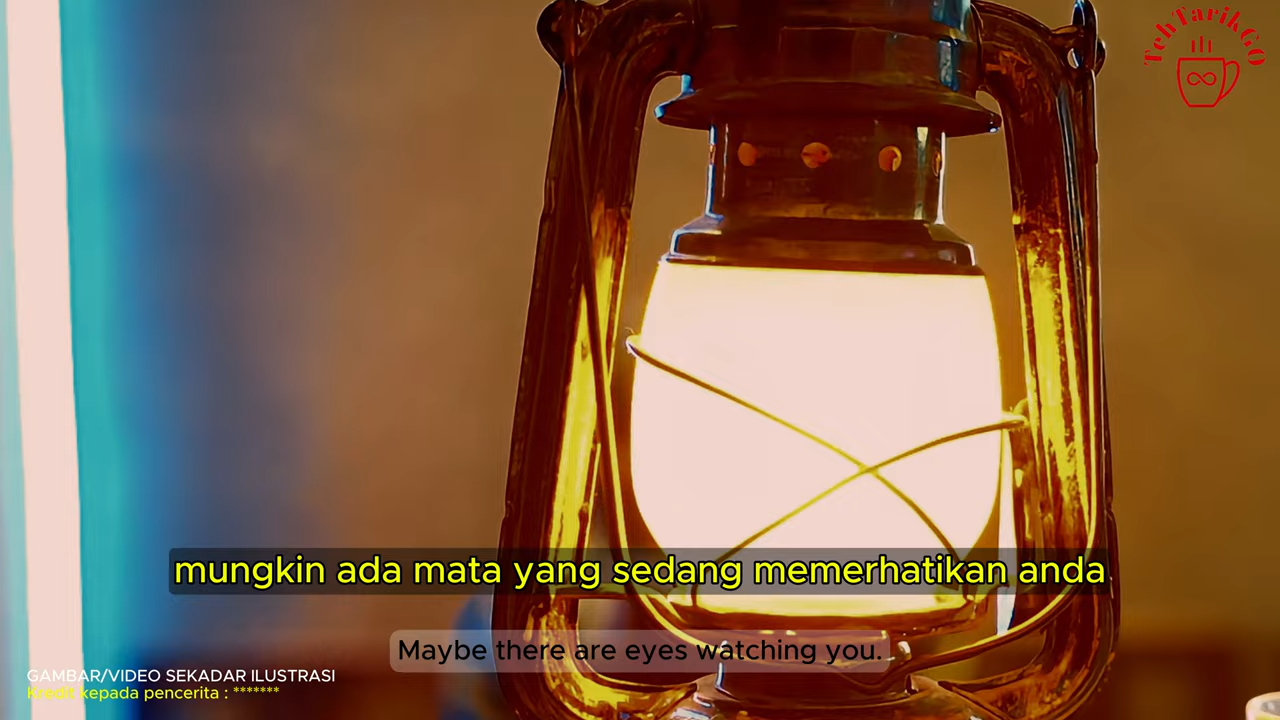 TehTarikGO
mungkin ada mata yang sedang memerhatikan anda
Maybe there are eyes watching you.
GAMBAR/VIDEO SEKADAR ILUSTRASI
Kredit kepada pencerita : *******